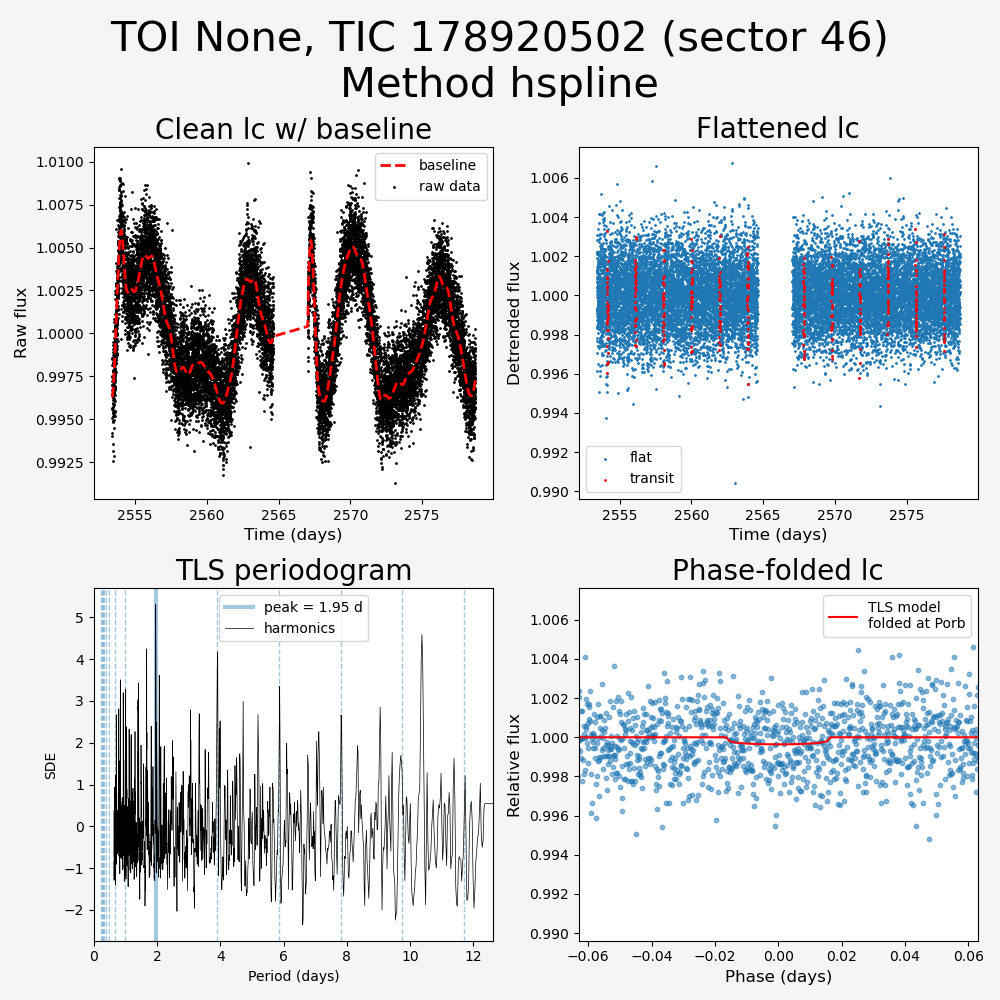 TOI None, TIC 178920502 (sector 46)
Method hspline
Clean lc w/ baseline
Raw flux
1.0100
1.0075
1.0050
1.0025
1.0000
0.9975
0.9950
0.9925
baseline
raw data
2555
2560
2565
2570
2575
Time (days)
Flattened lc
Detrended flux
1.006
1.004
1.002
1.000
0.998
0.996
0.994
0.992
0.990
flat
transit
2555
2560
2565
2570
2575
Time (days)
TLS periodogram
SDE
5
4
3
2
1
0
−1
−2
peak = 1.95 d
harmonics
0
2
4
6
8
10
12
Period (days)
Phase-folded lc
Relative flux
1.006
1.004
1.002
1.000
0.998
0.996
0.994
0.992
0.990
TLS model
folded at Porb
−0.06
−0.04
−0.02
0.00
0.02
0.04
0.06
Phase (days)